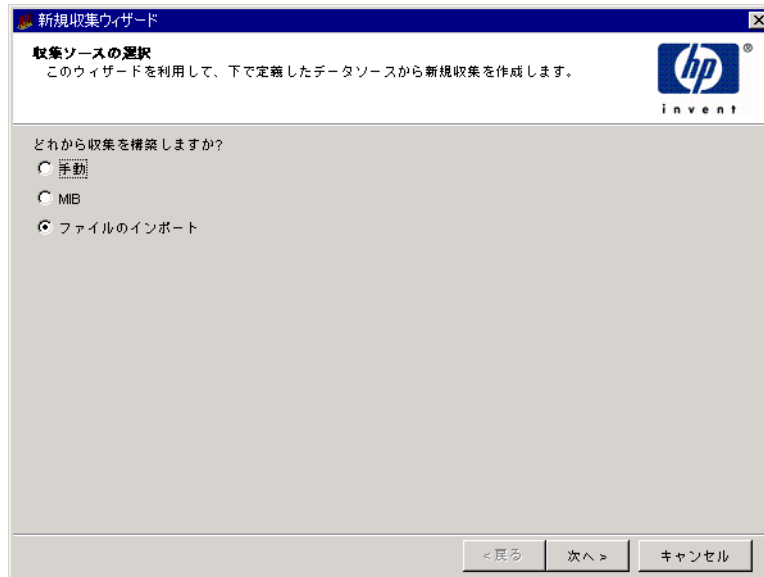 新規収集ウィザード
収集ソースの選択
このウィザードを利用して、下で定義したデータソースから新規収集を作成します。
hp
®
invent
どれから収集を構築しますか?
手動
MIB
ファイルのインポート
<戻る
次へ>
キャンセル